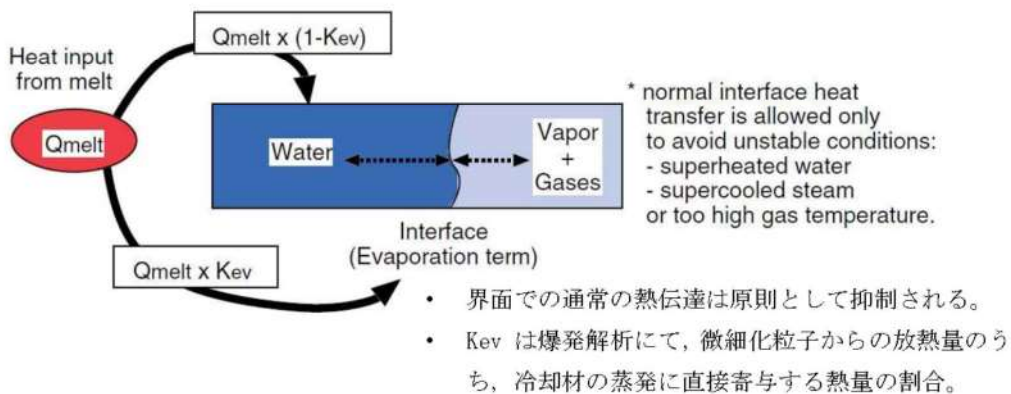 Qmelt x (1-Kev)
Heat input
from melt
Qmelt
Water
Vapor
+
Gases
* normal interface heat
transfer is allowed only
to avoid unstable conditions:
- superheated water
- supercooled steam
or too high gas temperature.
Interface
(Evaporation term)
Qmelt x Kev
・ 界面での通常の熱伝達は原則として抑制される。
・ Kev は爆発解析にて, 微細化粒子からの放熱量のう
ち, 冷却材の蒸発に直接寄与する熱量の割合。